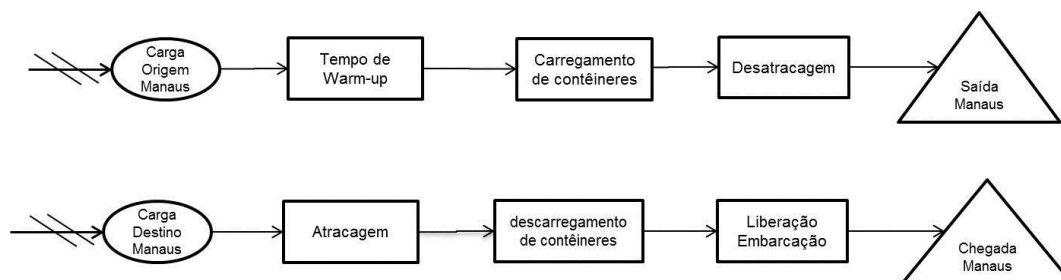 Carga
Origem
Manaus
Tempo de
Warm-up
Carregamento
de contêineres
Desatracagem
Saída
Manaus
Carga
Destino
Manaus
Atracagem
descarregamento
de contêineres
Liberação
Embarcação
Chegada
Manaus